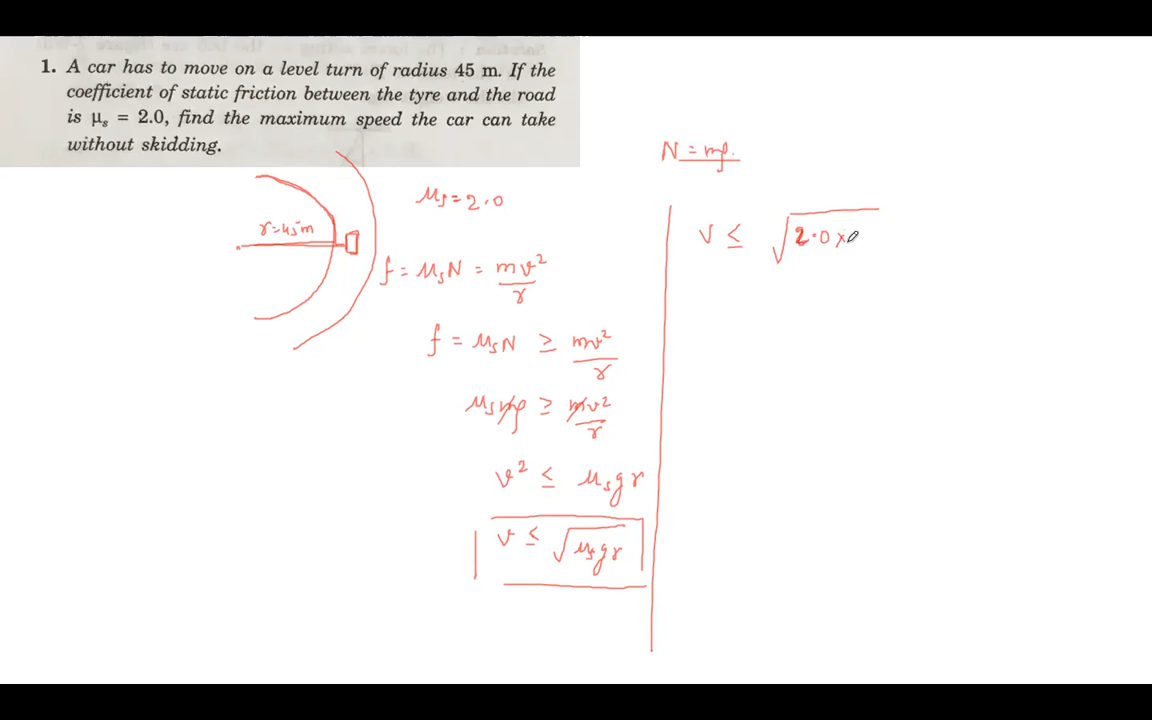 1. A car has to move on a level turn of radius 45 m. If the
coefficient of static friction between the tyre and the road
is μₛ = 2.0, find the maximum speed the car can take
without skidding.
r=45m
μₛ=2.0
f = μₛN = mv²/r
f = μₛN ≥ mv²/r
μₛmg ≥ mv²/r
v² ≤ μₛgr
v ≤ √μₛgr
N = mg.
v ≤ √2.0×